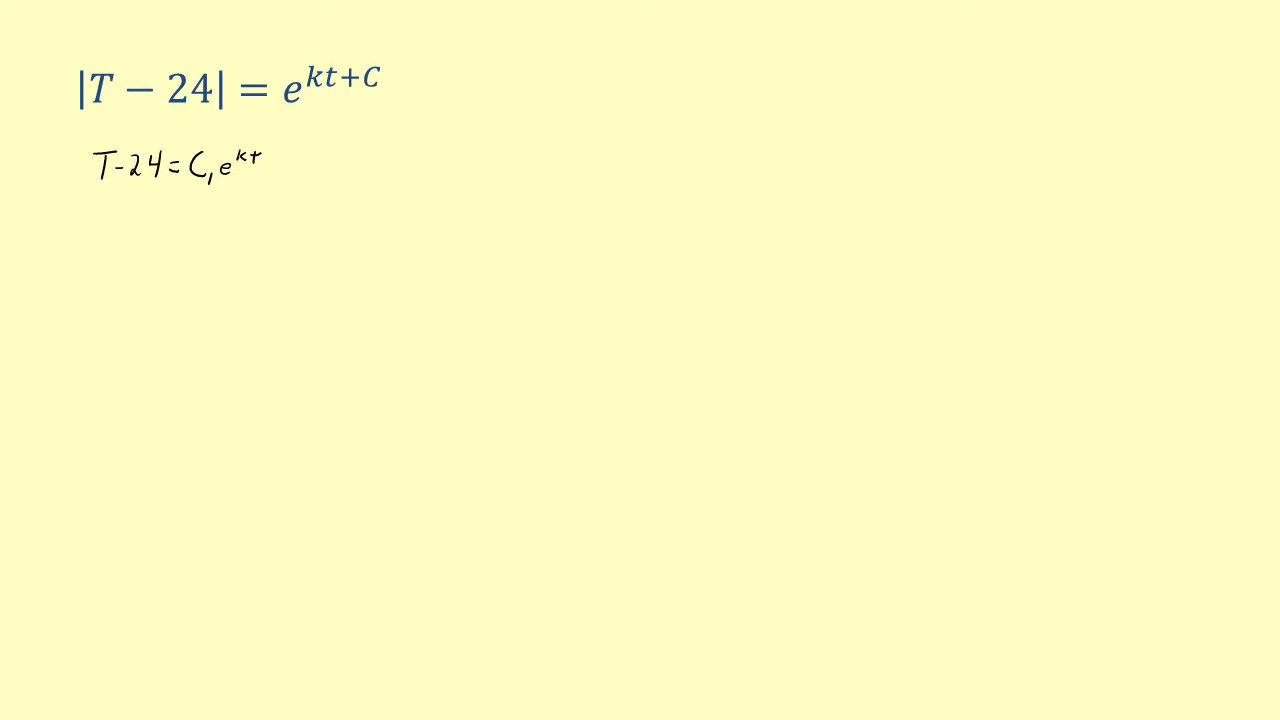 |T − 24| = e^{kt+C}
T-24 = C₁e^{kt}